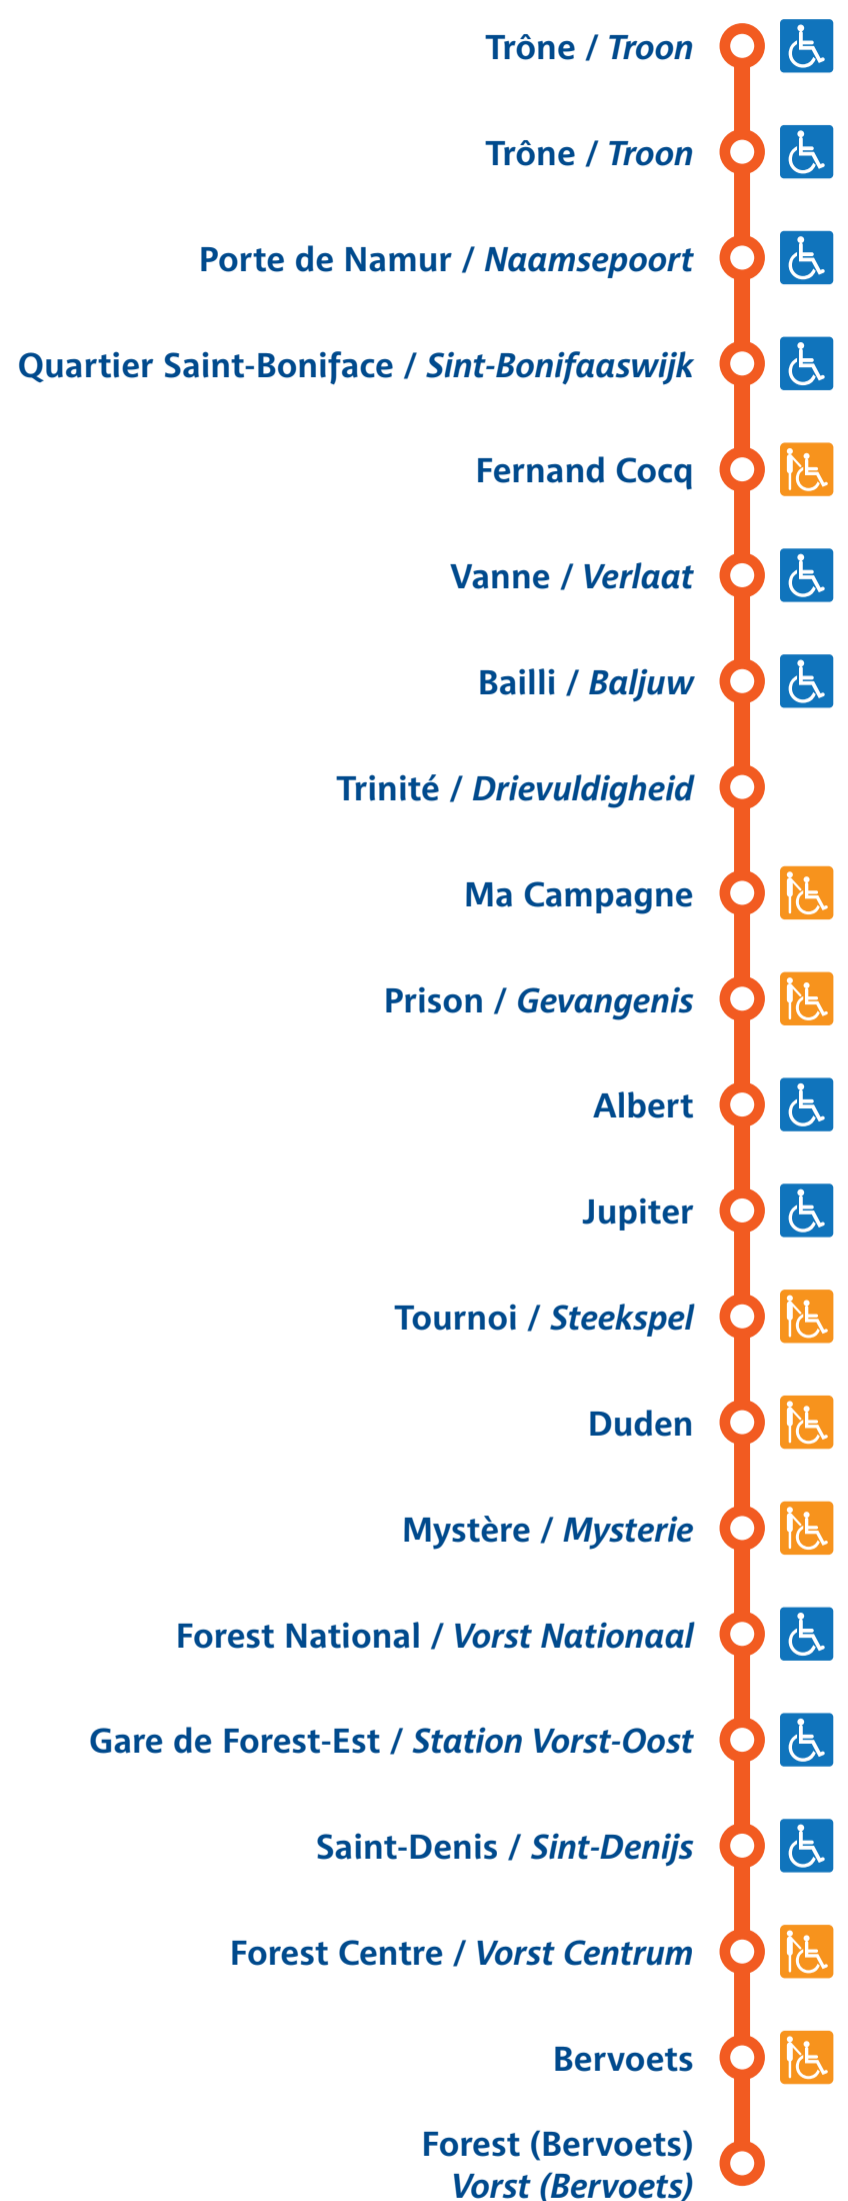 Trône / Troon
Trône / Troon
Porte de Namur / Naamsepoort
Quartier Saint-Boniface / Sint-Bonifaaswijk
Fernand Cocq
Vanne / Verlaat
Bailli / Baljuw
Trinité / Drievuldigheid
Ma Campagne
Prison / Gevangenis
Albert
Jupiter
Tournoi / Steekspel
Duden
Mystère / Mysterie
Forest National / Vorst Nationaal
Gare de Forest-Est / Station Vorst-Oost
Saint-Denis / Sint-Denijs
Forest Centre / Vorst Centrum
Bervoets
Forest (Bervoets)
Vorst (Bervoets)